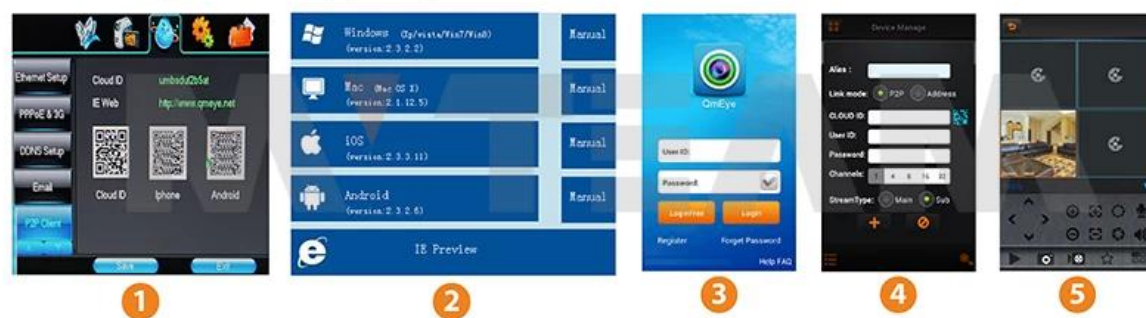 Ethernet Setup
PPPoE & 3G
DDNS Setup
Email
P2P Client
Cloud ID umbsduf2b5at
IE Web http://www.qmeye.net
Cloud ID Iphone Android
Save Exit
1
Windows (Xp/vista/Win7/Win8)
(version:2.3.2.2)
Manual
Mac (Mac OS X)
(version:2.1.12.5)
Manual
IOS
(version:2.3.3.11)
Manual
Android
(version:2.3.2.6)
Manual
IE Preview
2
QmEye
User ID:
Password:
Login Free Login
Register Forget Password
Help FAQ
3
Device Manage
Alias :
Link mode: P2P Address
CLOUD ID:
User ID:
Password:
Channels: 1 4 8 16 32
StreamType: Main Sub
4
5